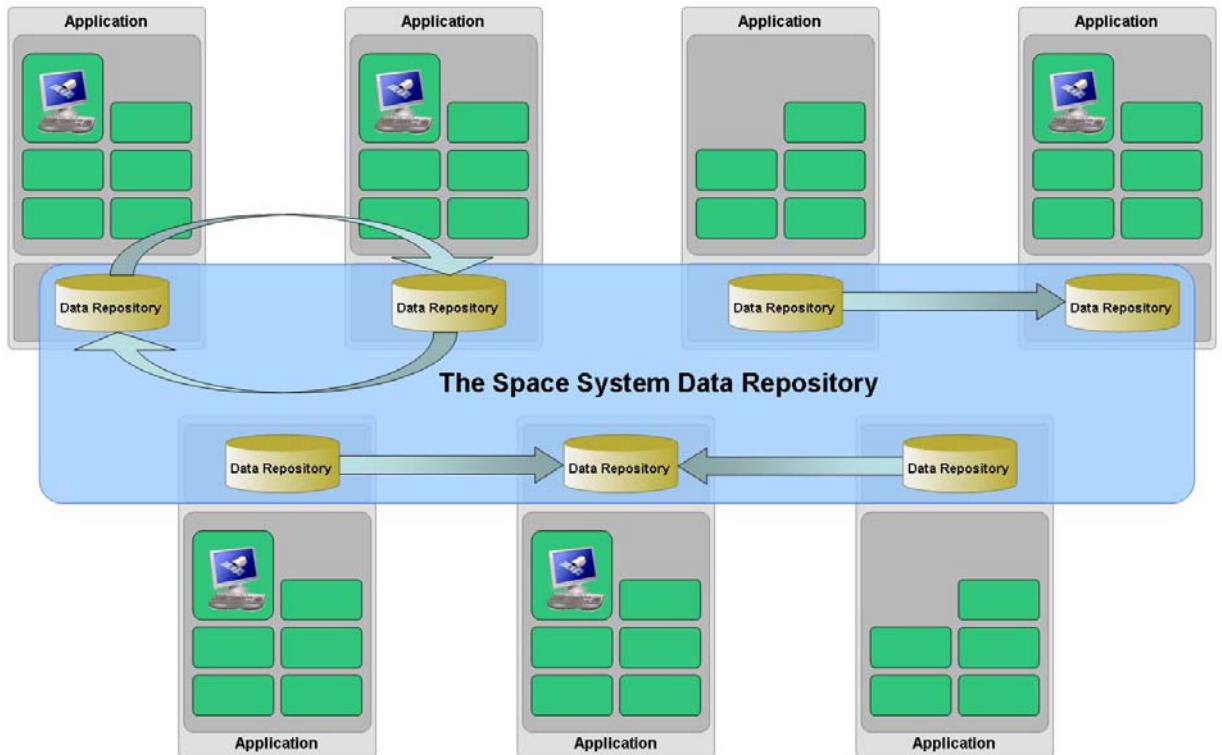 Application
Application
Application
Application
Data Repository
Data Repository
Data Repository
Data Repository
The Space System Data Repository
Data Repository
Data Repository
Data Repository
Application
Application
Application